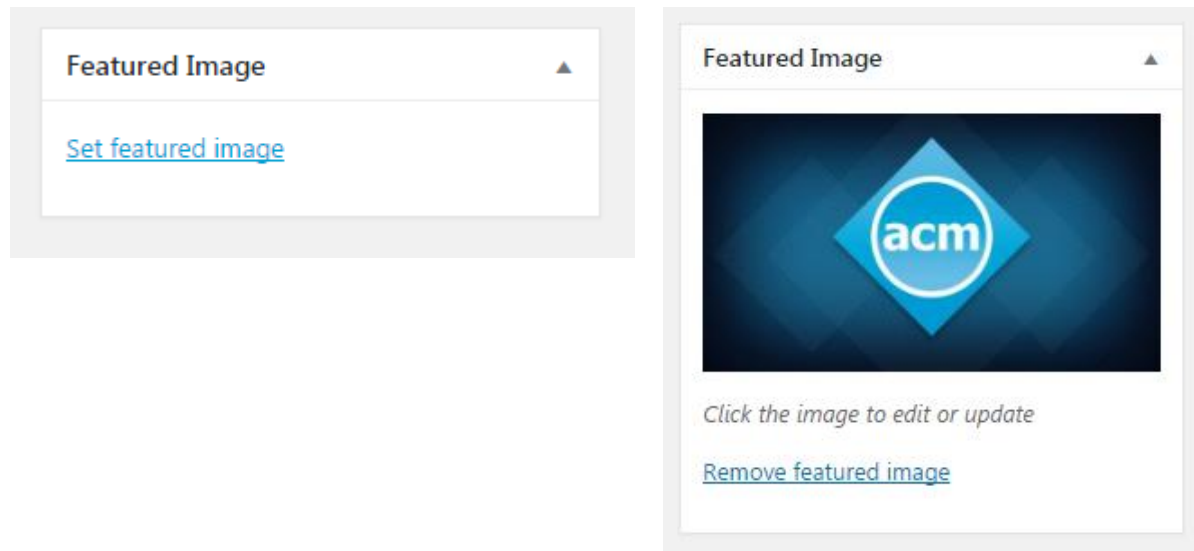 Featured Image
Set featured image
Featured Image
acm
Click the image to edit or update
Remove featured image